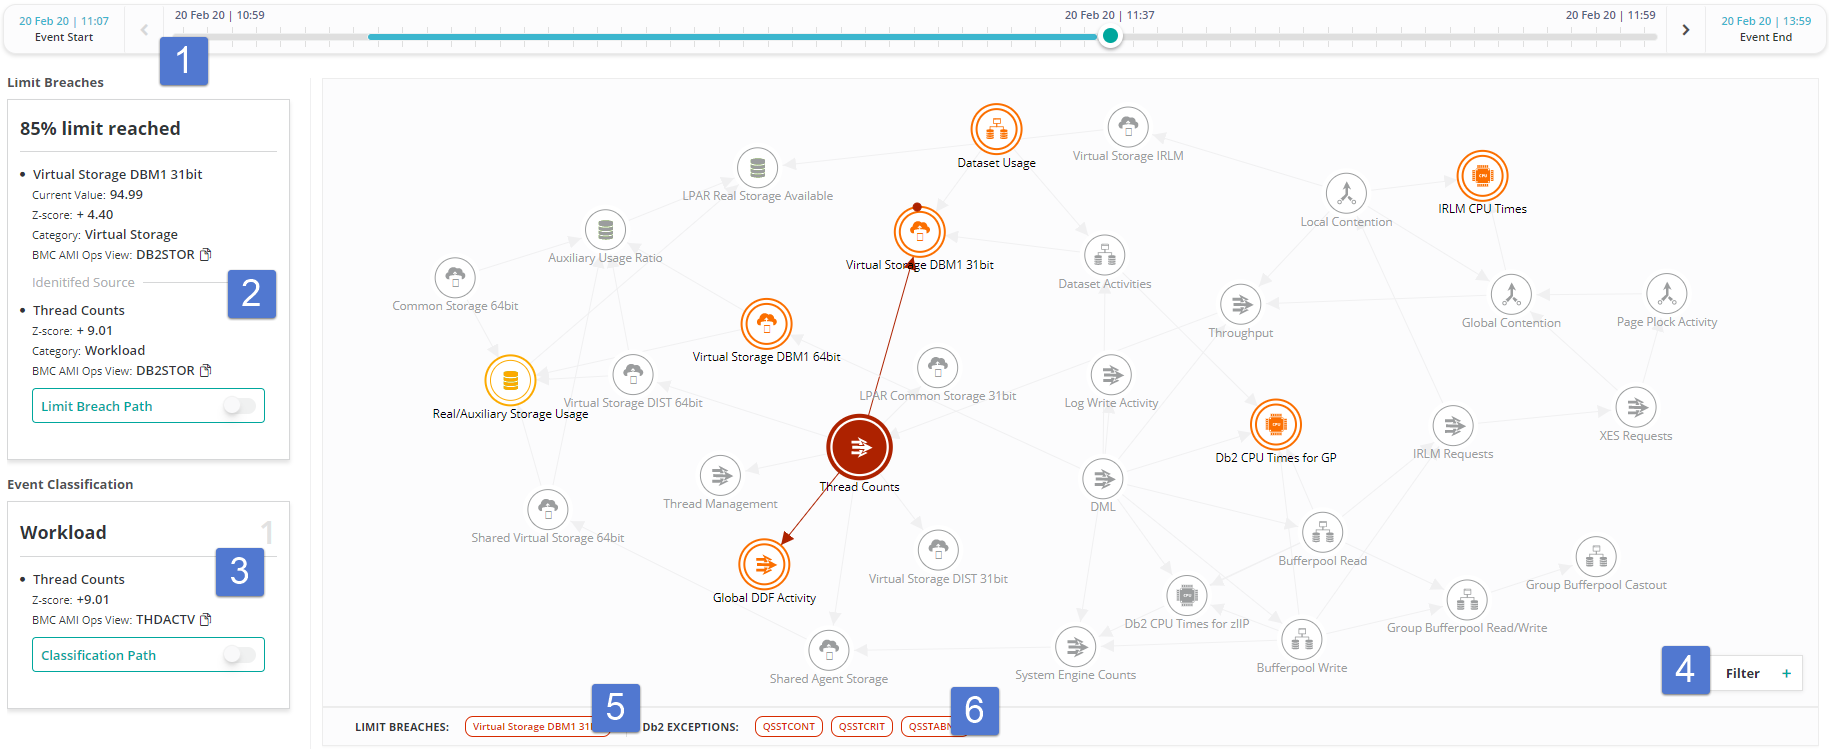 20 Feb 20 | 11:07
Event Start
20 Feb 20 | 10:59
20 Feb 20 | 11:37
20 Feb 20 | 11:59
20 Feb 20 | 13:59
Event End
1
Limit Breaches
85% limit reached
Virtual Storage DBM1 31bit
Current Value: 94.99
Z-score: + 4.40
Category: Virtual Storage
BMC AMI Ops View: DB2STOR
Idenitifed Source
2
Thread Counts
Z-score: + 9.01
Category: Workload
BMC AMI Ops View: DB2STOR
Limit Breach Path
Event Classification
Workload
1
3
Thread Counts
Z-score: +9.01
BMC AMI Ops View: THDACTV
Classification Path
Dataset Usage
Virtual Storage IRLM
LPAR Real Storage Available
IRLM CPU Times
Local Contention
Auxiliary Usage Ratio
Virtual Storage DBM1 31bit
Dataset Activities
Common Storage 64bit
Throughput
Global Contention
Page Plock Activity
CPU
Virtual Storage DBM1 64bit
Real/Auxiliary Storage Usage
Virtual Storage DIST 64bit
LPAR Common Storage 31bit
Log Write Activity
CPU
Db2 CPU Times for GP
IRLM Requests
XES Requests
Thread Counts
Thread Management
DML
Shared Virtual Storage 64bit
Virtual Storage DIST 31bit
Bufferpool Read
Group Bufferpool Castout
Global DDF Activity
CPU
Db2 CPU Times for zIIP
Group Bufferpool Read/Write
Shared Agent Storage
System Engine Counts
Bufferpool Write
4
Filter +
LIMIT BREACHES:
Virtual Storage DBM1
5
Db2 EXCEPTIONS:
QSSTCONT
QSSTCRIT
6